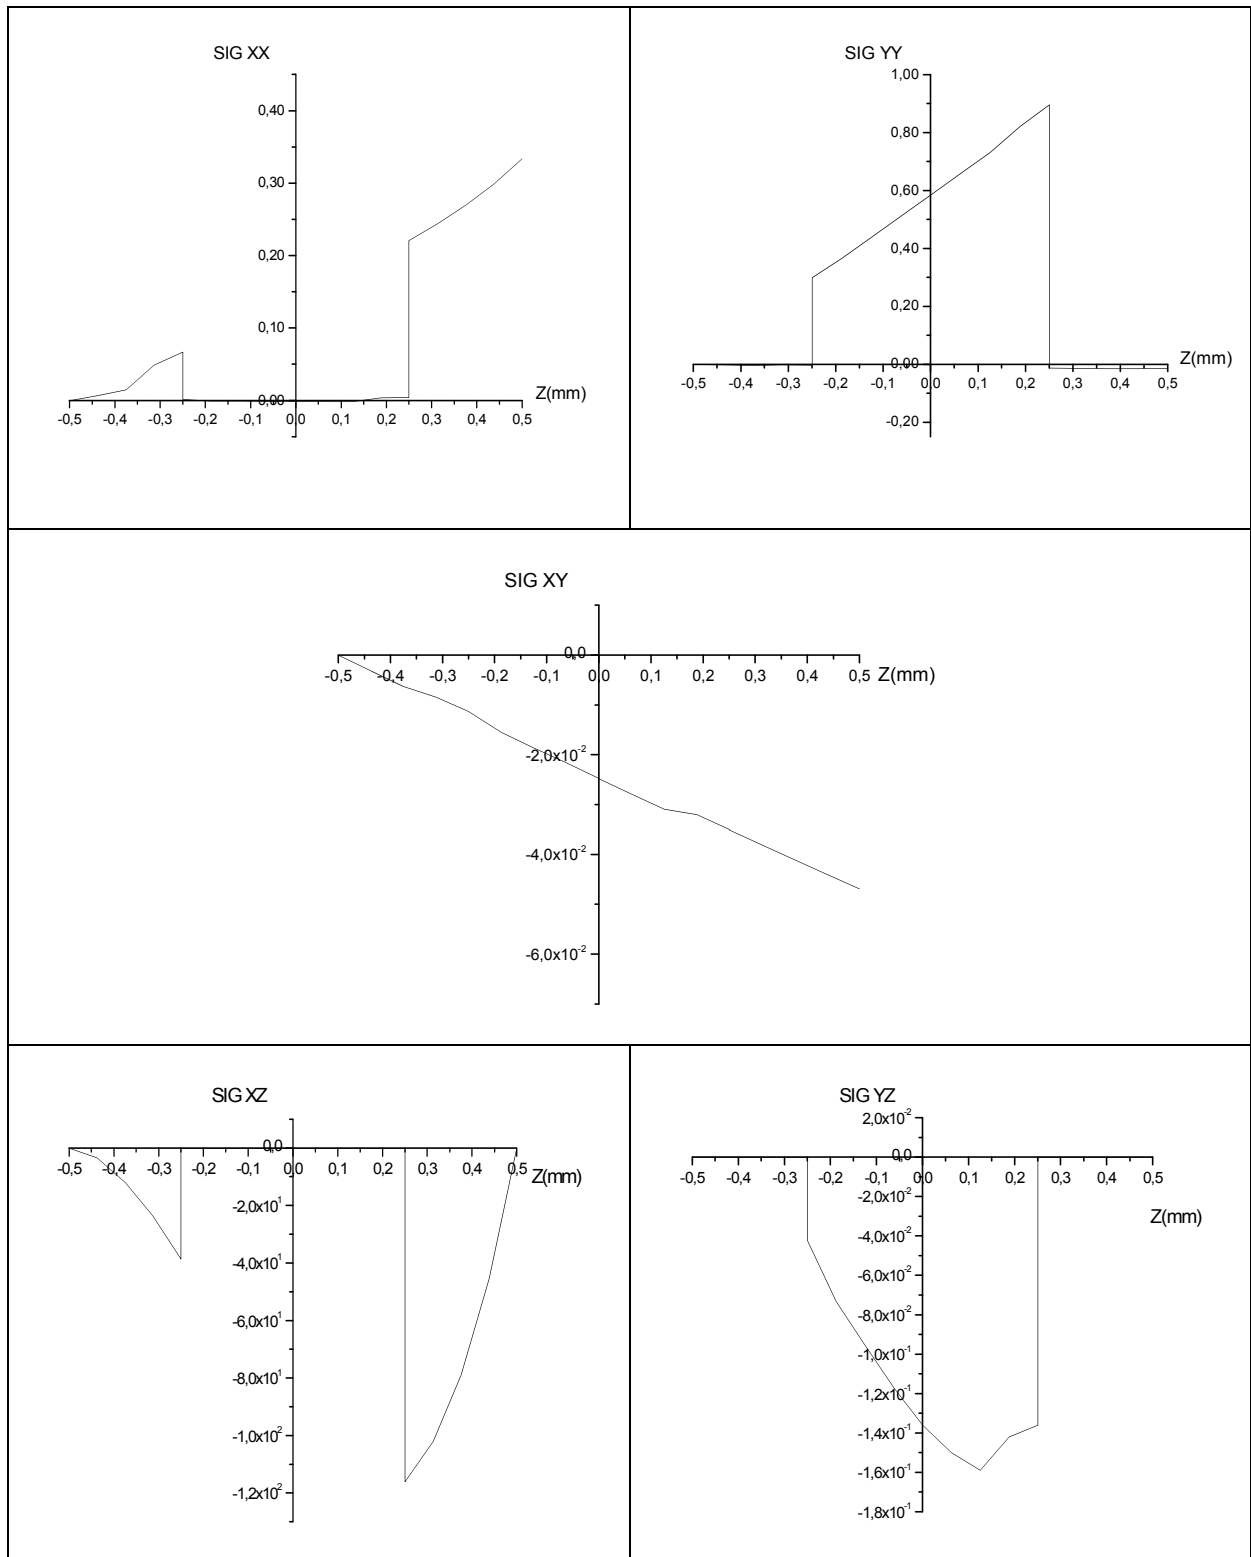 SIG XX
0,40
0,30
0,20
0,10
0,00
Z(mm)
-0,5 -0,4 -0,3 -0,2 -0,1 0,0 0,1 0,2 0,3 0,4 0,5
SIG YY
1,00
0,80
0,60
0,40
0,20
0,00
Z(mm)
-0,5 -0,4 -0,3 -0,2 -0,1 0,0 0,1 0,2 0,3 0,4 0,5
-0,20
SIG XY
0,0
-0,5 -0,4 -0,3 -0,2 -0,1 0,0 0,1 0,2 0,3 0,4 0,5 Z(mm)
-2,0x10⁻²
-4,0x10⁻²
-6,0x10⁻²
SIG XZ
0,0
-0,5 -0,4 -0,3 -0,2 -0,1 0,0 0,1 0,2 0,3 0,4 0,5 Z(mm)
-2,0x10¹
-4,0x10¹
-6,0x10¹
-8,0x10¹
-1,0x10²
-1,2x10²
SIG YZ
2,0x10⁻²
0,0
-0,5 -0,4 -0,3 -0,2 -0,1 0,0 0,1 0,2 0,3 0,4 0,5
-2,0x10⁻²
Z(mm)
-4,0x10⁻²
-6,0x10⁻²
-8,0x10⁻²
-1,0x10⁻¹
-1,2x10⁻¹
-1,4x10⁻¹
-1,6x10⁻¹
-1,8x10⁻¹